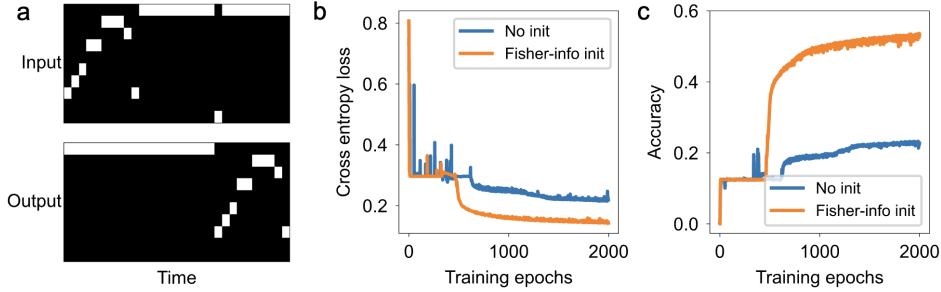 a
Input
Output
Time
b
Cross entropy loss
0.8
0.6
0.4
0.2
No init
Fisher-info init
0
1000
2000
Training epochs
c
Accuracy
0.6
0.4
0.2
0.0
No init
Fisher-info init
0
1000
2000
Training epochs